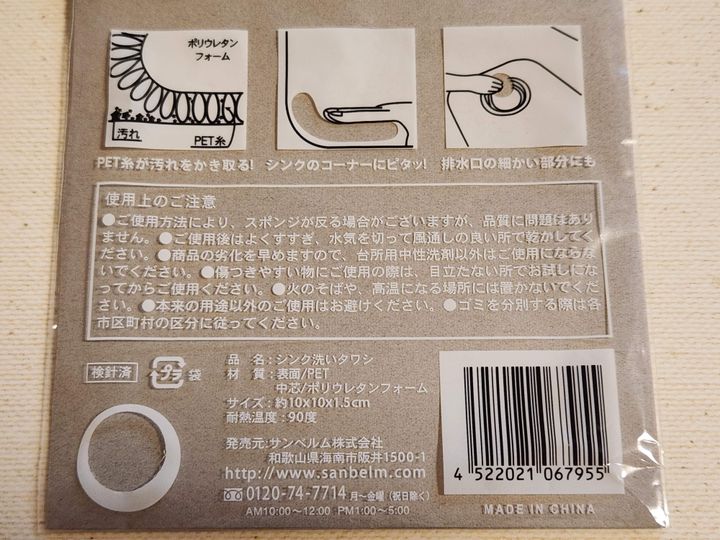 ポリウレタン
フォーム
汚れ
PET糸
PET糸が汚れをかき取る!
シンクのコーナーにピタッ!
排水口の細かい部分にも
使用上のご注意
●ご使用方法により、スポンジが反る場合がございますが、品質に問題はあり
ません。●ご使用後はよくすすぎ、水気を切って風通しの良い所で乾かしてく
ださい。●商品の劣化を早めますので、台所用中性洗剤以外はご使用にならな
いでください。●傷つきやすい物にご使用の際は、目立たない所でお試しにな
ってからご使用ください。●火のそばや、高温になる場所には置かないでくだ
さい。●本来の用途以外のご使用はお避けください。●ゴミを分別する際は各
市区町村の区分に従ってください。
検針済
プラ
袋
品 名:シンク洗いタワシ
材 質:表面/PET
中芯/ポリウレタンフォーム
サイズ:約10x10x1.5cm
耐熱温度:90度
発売元:サンベルム株式会社
和歌山県海南市阪井1500-1
http://www.sanbelm.com
0120-74-7714 月~金曜(祝日除く)
AM10:00~12:00 PM1:00~5:00
4 522021 067955
MADE IN CHINA